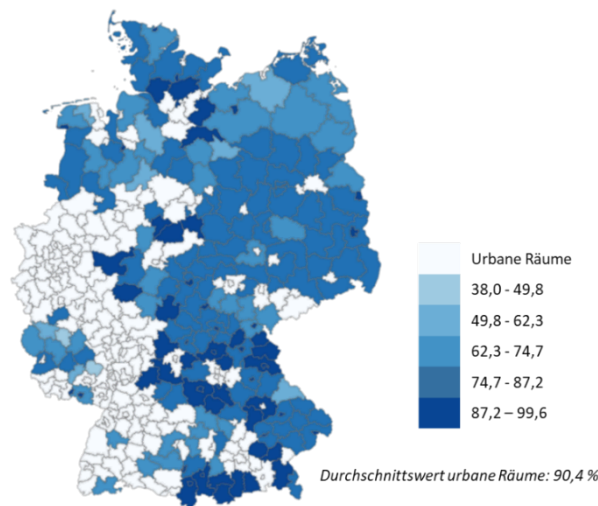 Urbane Räume
38,0 - 49,8
49,8 - 62,3
62,3 - 74,7
74,7 - 87,2
87,2 – 99,6
Durchschnittswert urbane Räume: 90,4 %